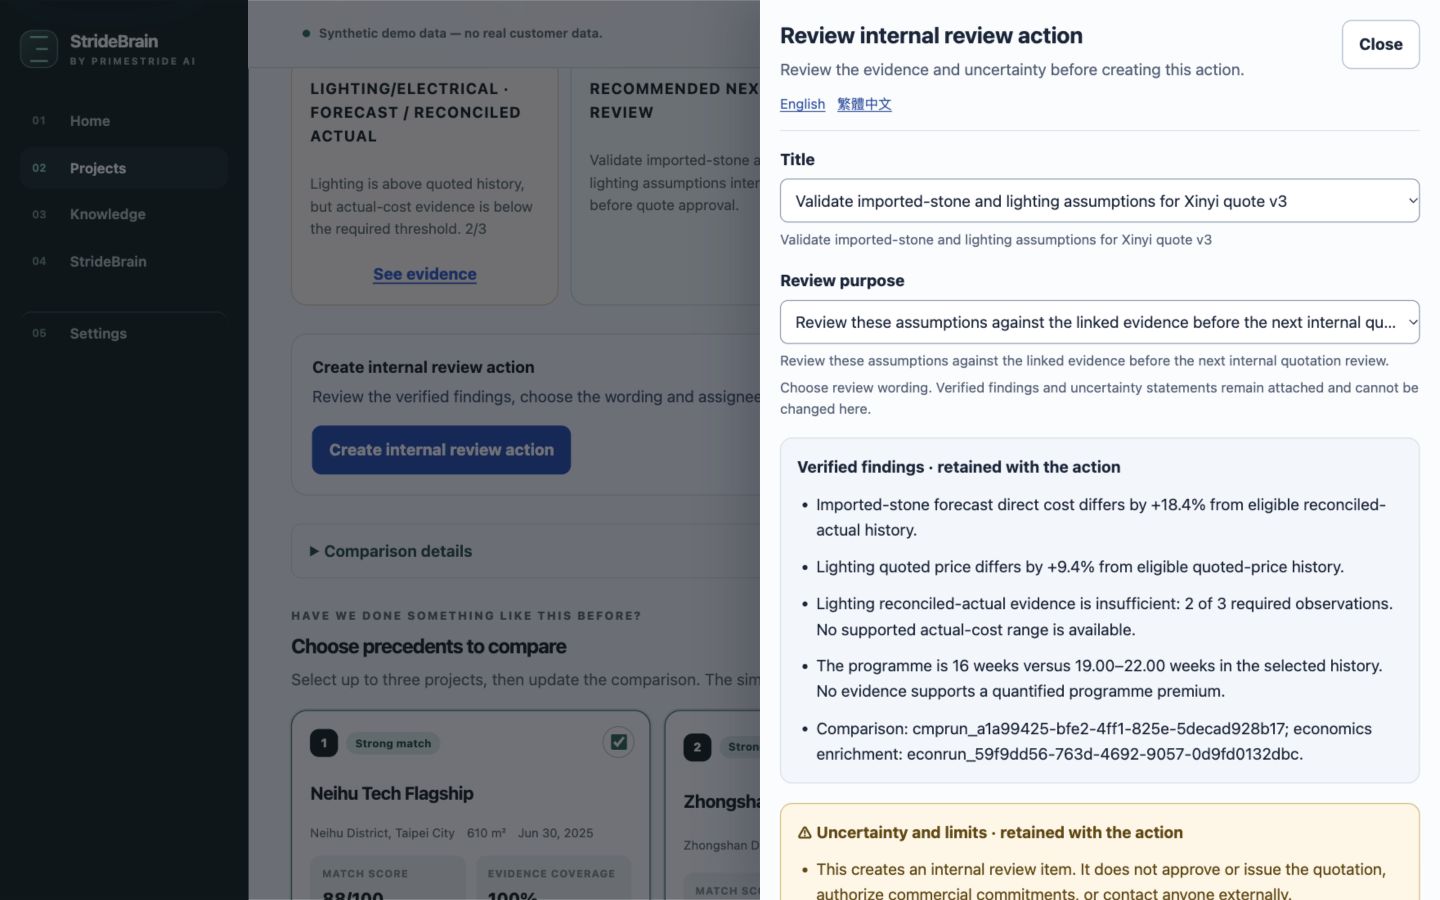 StrideBrain
BY PRIMESTRIDE AI
01 Home
02 Projects
03 Knowledge
04 StrideBrain
05 Settings
Synthetic demo data — no real customer data.
LIGHTING/ELECTRICAL ·
FORECAST / RECONCILED
ACTUAL
Lighting is above quoted history,
but actual-cost evidence is below
the required threshold. 2/3
See evidence
RECOMMENDED
REVIEW
Validate imported-stone
lighting assumptions
before quote approval.
Create internal review action
Review the verified findings, choose the wording and assignee
Create internal review action
▶ Comparison details
HAVE WE DONE SOMETHING LIKE THIS BEFORE?
Choose precedents to compare
Select up to three projects, then update the comparison. The
1 Strong match
Neihu Tech Flagship
Neihu District, Taipei City 610 m² Jun 30, 2025
MATCH SCORE
88/100
EVIDENCE COVERAGE
100%
2
Zhongshan D
Review internal review action
Close
Review the evidence and uncertainty before creating this action.
English 繁體中文
Title
Validate imported-stone and lighting assumptions for Xinyi quote v3
Validate imported-stone and lighting assumptions for Xinyi quote v3
Review purpose
Review these assumptions against the linked evidence before the next internal qu...
Review these assumptions against the linked evidence before the next internal quotation review.
Choose review wording. Verified findings and uncertainty statements remain attached and cannot be
changed here.
Verified findings · retained with the action
• Imported-stone forecast direct cost differs by +18.4% from eligible reconciled-
actual history.
• Lighting quoted price differs by +9.4% from eligible quoted-price history.
• Lighting reconciled-actual evidence is insufficient: 2 of 3 required observations.
No supported actual-cost range is available.
• The programme is 16 weeks versus 19.00–22.00 weeks in the selected history.
No evidence supports a quantified programme premium.
• Comparison: cmprun_a1a99425-bfe2-4ff1-825e-5decad928b17; economics
enrichment: econrun_59f9dd56-763d-4692-9057-0d9fd0132dbc.
⚠ Uncertainty and limits · retained with the action
• This creates an internal review item. It does not approve or issue the quotation,
authorize commercial commitments, or contact anyone externally.